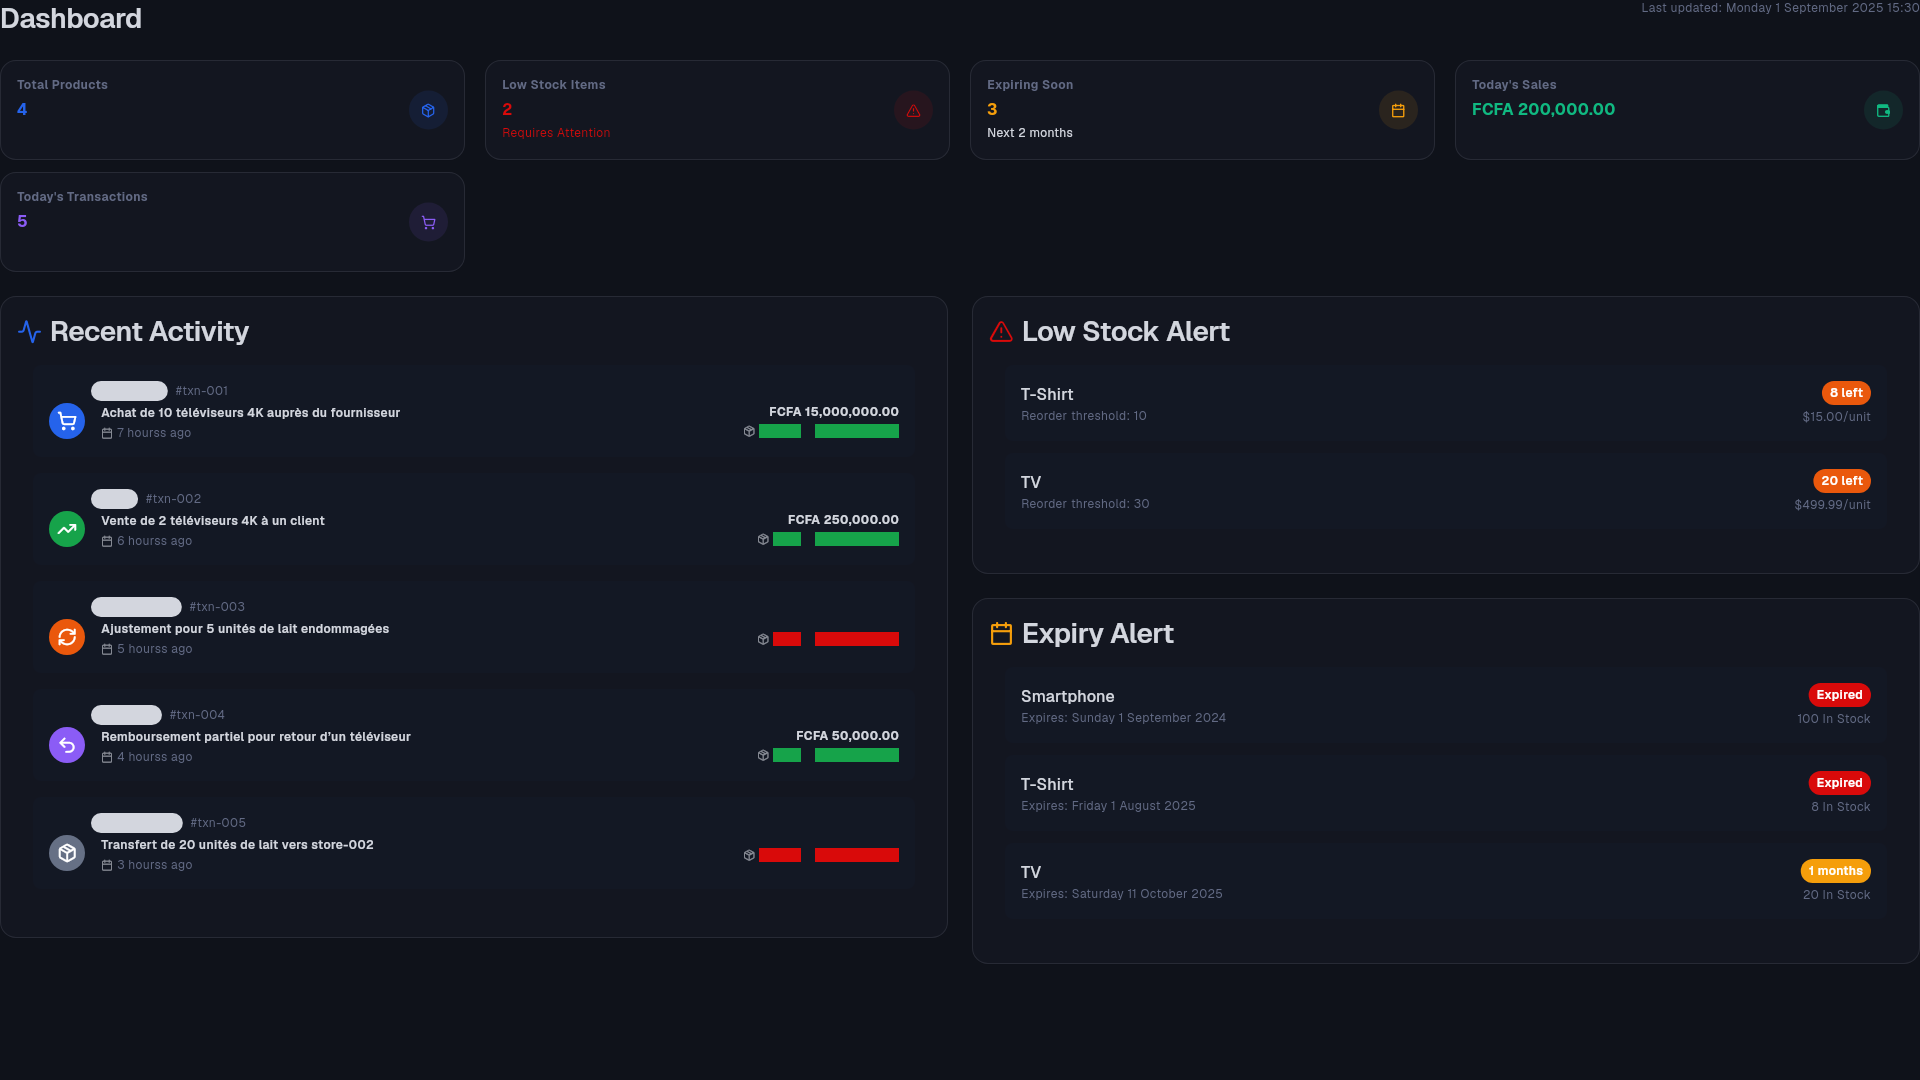 Dashboard
Last updated: Monday 1 September 2025 15:30
Total Products
4
Low Stock Items
2
Requires Attention
Expiring Soon
3
Next 2 months
Today's Sales
FCFA 200,000.00
Today's Transactions
5
Recent Activity
#txn-001
Achat de 10 téléviseurs 4K auprès du fournisseur
7 hourss ago
FCFA 15,000,000.00
#txn-002
Vente de 2 téléviseurs 4K à un client
6 hourss ago
FCFA 250,000.00
#txn-003
Ajustement pour 5 unités de lait endommagées
5 hourss ago
#txn-004
Remboursement partiel pour retour d’un téléviseur
4 hourss ago
FCFA 50,000.00
#txn-005
Transfert de 20 unités de lait vers store-002
3 hourss ago
Low Stock Alert
T-Shirt
8 left
Reorder threshold: 10
$15.00/unit
TV
20 left
Reorder threshold: 30
$499.99/unit
Expiry Alert
Smartphone
Expired
Expires: Sunday 1 September 2024
100 In Stock
T-Shirt
Expired
Expires: Friday 1 August 2025
8 In Stock
TV
1 months
Expires: Saturday 11 October 2025
20 In Stock